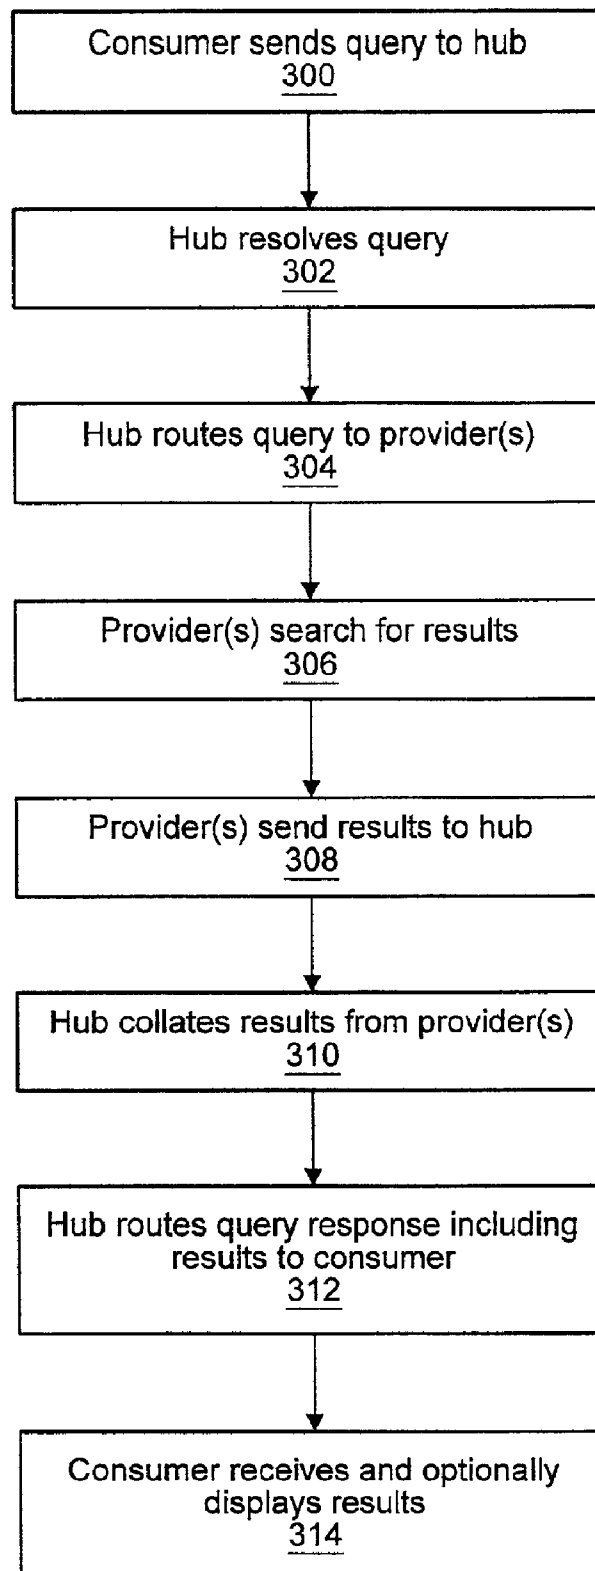 Consumer sends query to hub
300
Hub resolves query
302
Hub routes query to provider(s)
304
Provider(s) search for results
306
Provider(s) send results to hub
308
Hub collates results from provider(s)
310
Hub routes query response including
results to consumer
312
Consumer receives and optionally
displays results
314